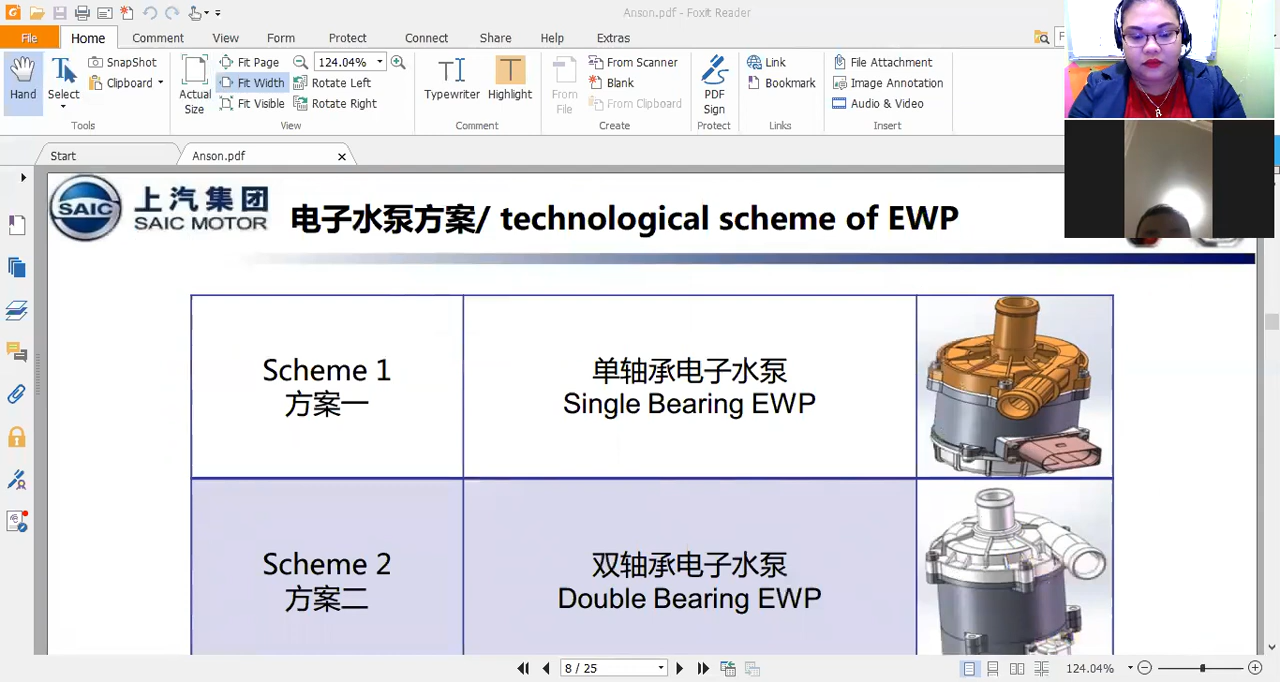 Anson.pdf - Foxit Reader
File Home Comment View Form Protect Connect Share Help Extras
Hand
Select
SnapShot
Clipboard
Tools
Actual Size
Fit Page
Fit Width
Fit Visible
124.04%
Rotate Left
Rotate Right
View
Typewriter
Highlight
Comment
From File
From Scanner
Blank
From Clipboard
Create
PDF Sign
Protect
Link
Bookmark
Links
File Attachment
Image Annotation
Audio & Video
Insert
Start
Anson.pdf
SAIC
上汽集团
SAIC MOTOR
电子水泵方案/ technological scheme of EWP
Scheme 1
方案一
单轴承电子水泵
Single Bearing EWP
Scheme 2
方案二
双轴承电子水泵
Double Bearing EWP
8 / 25
124.04%